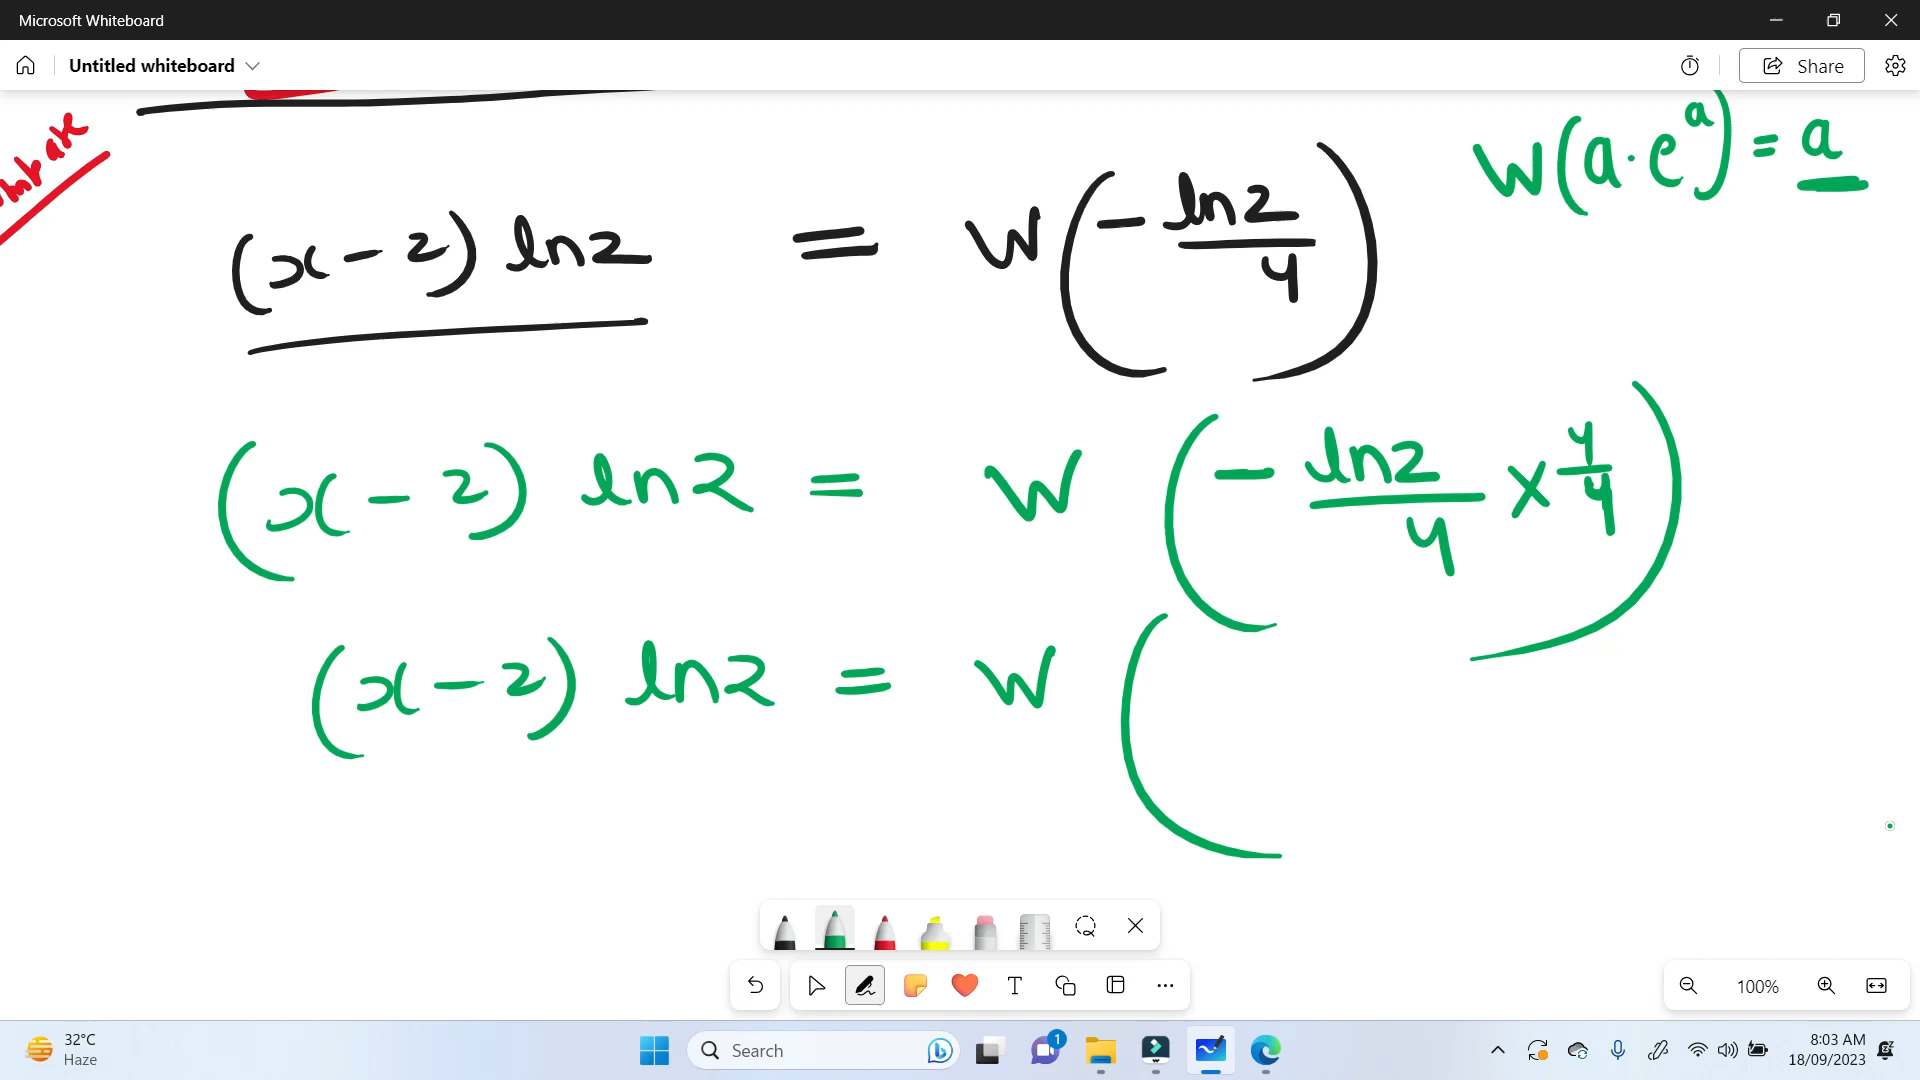 Microsoft Whiteboard
Untitled whiteboard
Share
W(a·e^a) = a
(x-2) ln2 = W(-ln2/4)
(x-2) ln2 = W(-ln2/4 × 4/4)
(x-2) ln2 = W(
100%
32°C
Haze
Search
1
8:03 AM
18/09/2023